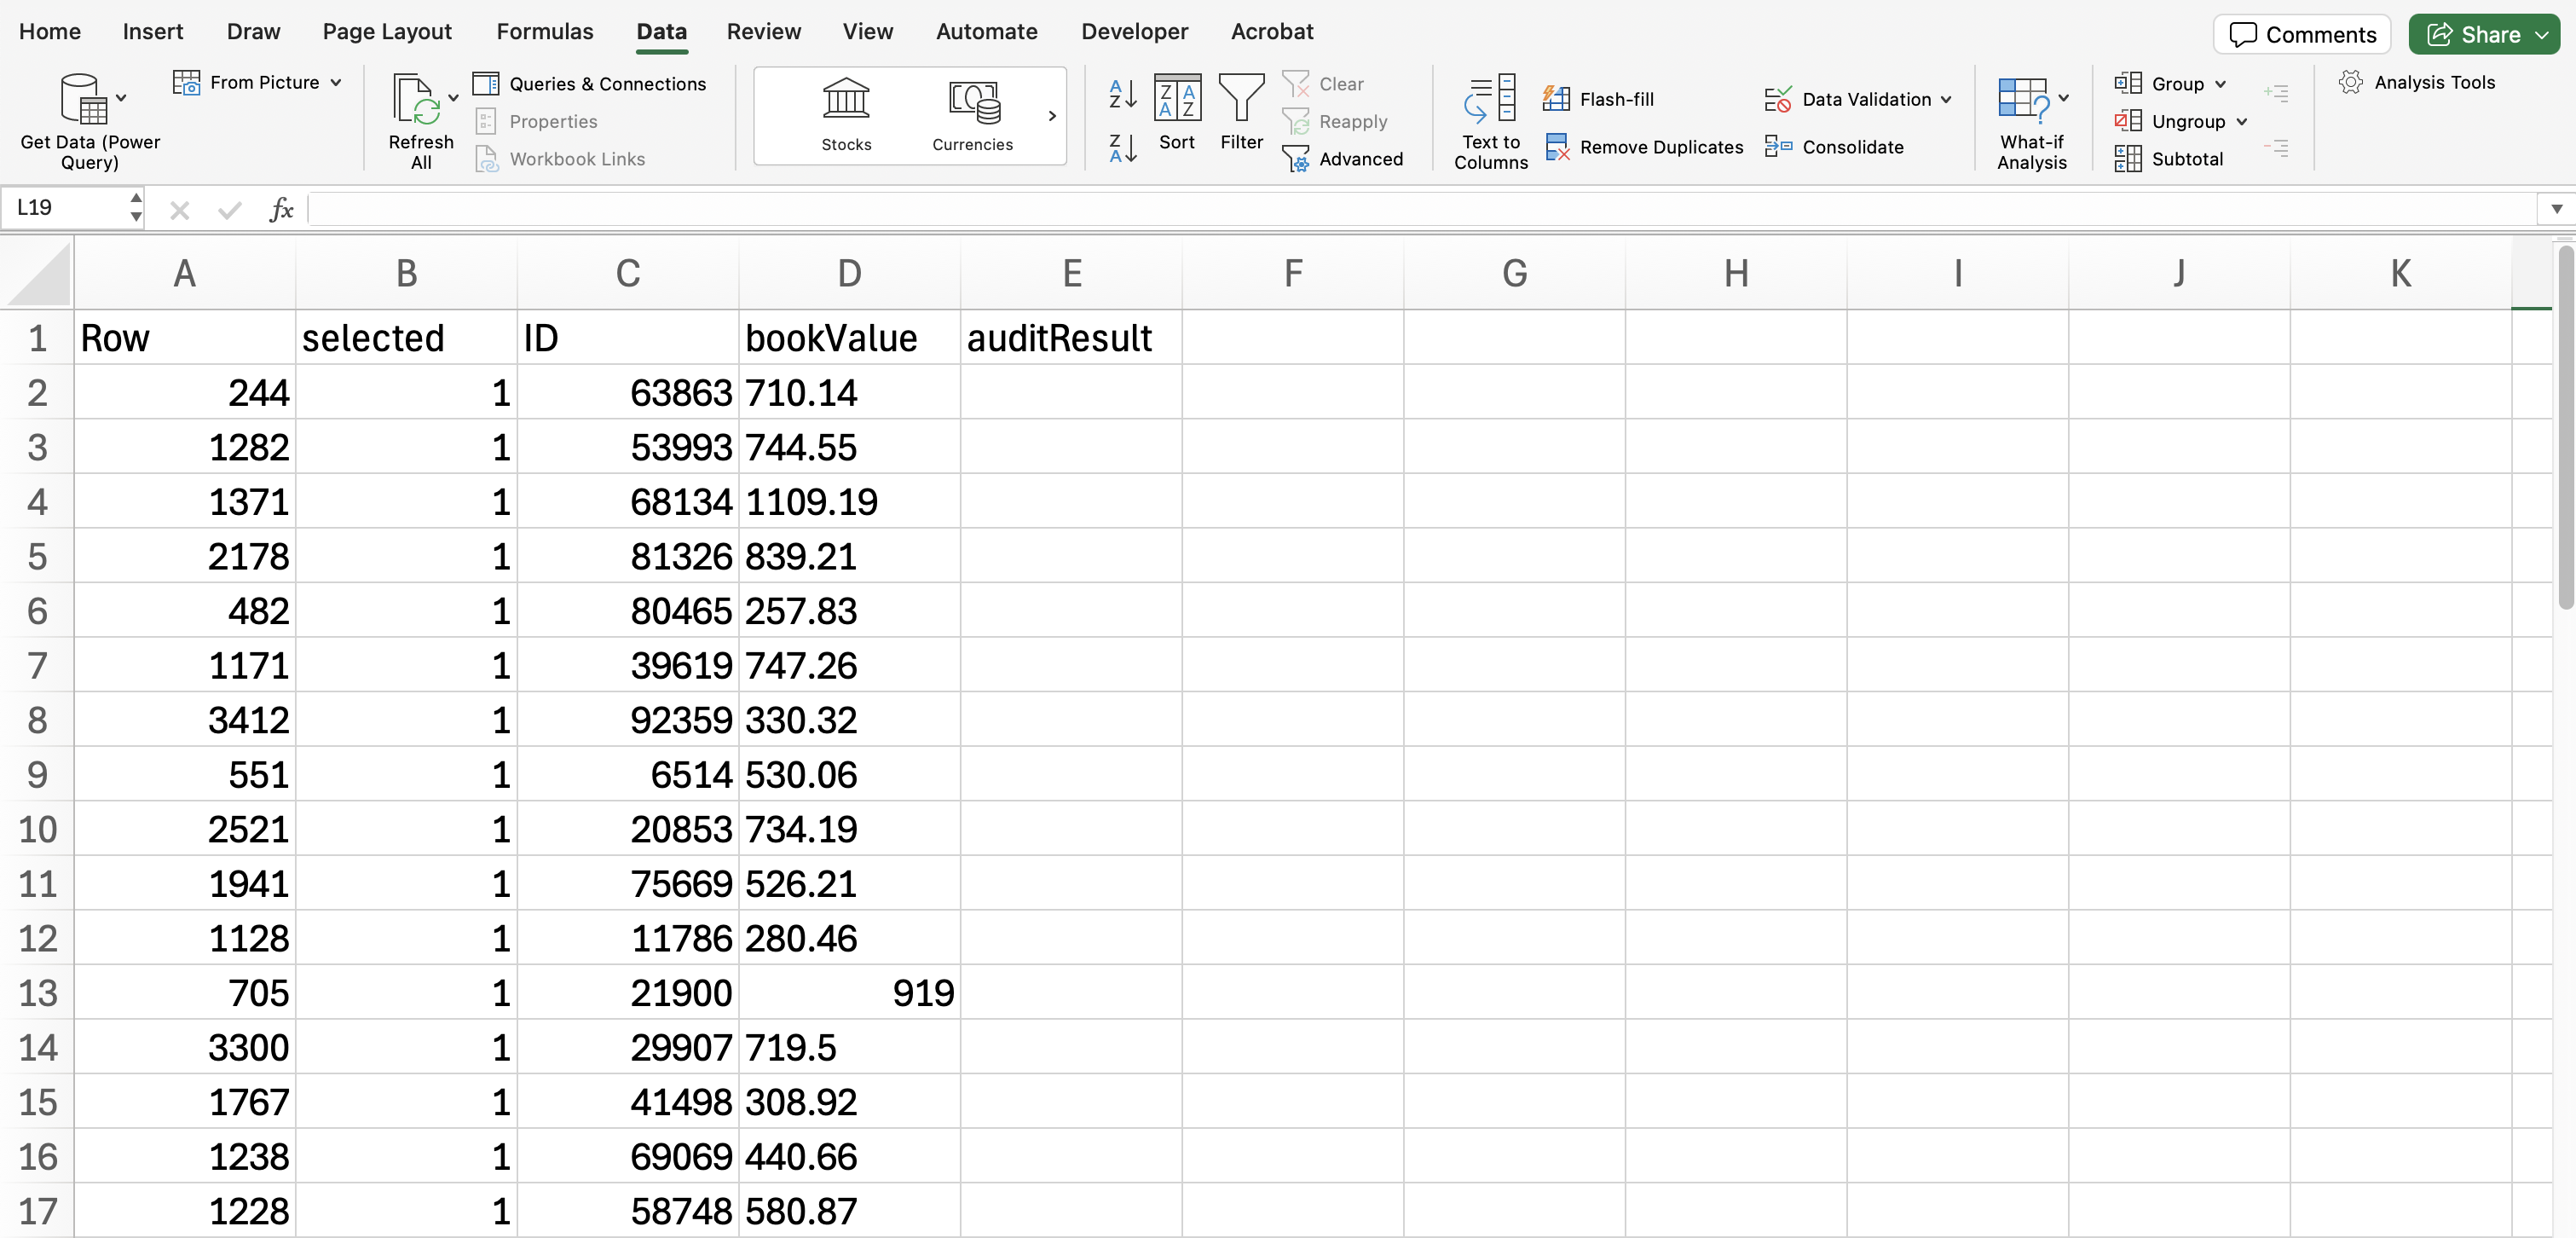 Home Insert Draw Page Layout Formulas Data Review View Automate Developer Acrobat Comments Share
Get Data (Power Query)
From Picture
Refresh All
Queries & Connections
Properties
Workbook Links
Stocks
Currencies
Sort
Filter
Clear
Reapply
Advanced
Text to Columns
Flash-fill
Remove Duplicates
Data Validation
Consolidate
What-if Analysis
Group
Ungroup
Subtotal
Analysis Tools
L19 fx
A B C D E F G H I J K
1 Row selected ID bookValue auditResult
2 244 1 63863 710.14
3 1282 1 53993 744.55
4 1371 1 68134 1109.19
5 2178 1 81326 839.21
6 482 1 80465 257.83
7 1171 1 39619 747.26
8 3412 1 92359 330.32
9 551 1 6514 530.06
10 2521 1 20853 734.19
11 1941 1 75669 526.21
12 1128 1 11786 280.46
13 705 1 21900 919
14 3300 1 29907 719.5
15 1767 1 41498 308.92
16 1238 1 69069 440.66
17 1228 1 58748 580.87